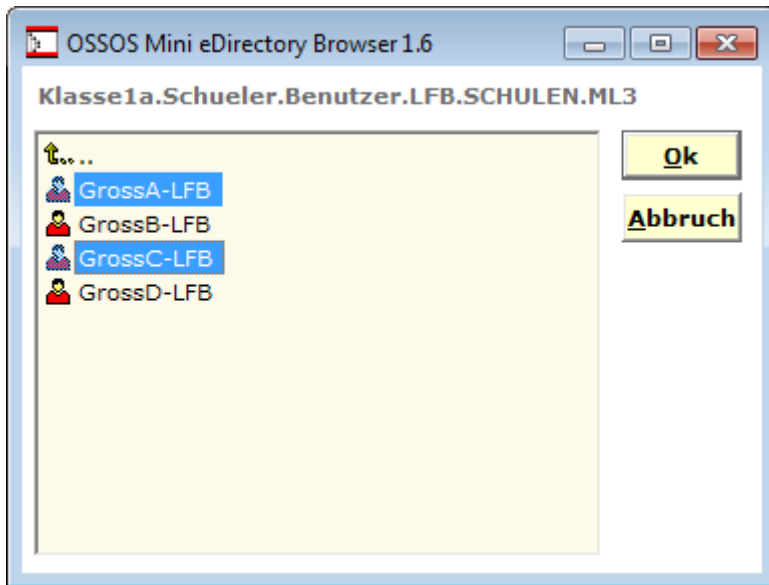 OSSOS Mini eDirectory Browser 1.6
Klasse1a.Schueler.Benutzer.LFB.SCHULEN.ML3
..
GrossA-LFB
GrossB-LFB
GrossC-LFB
GrossD-LFB
Ok
Abbruch